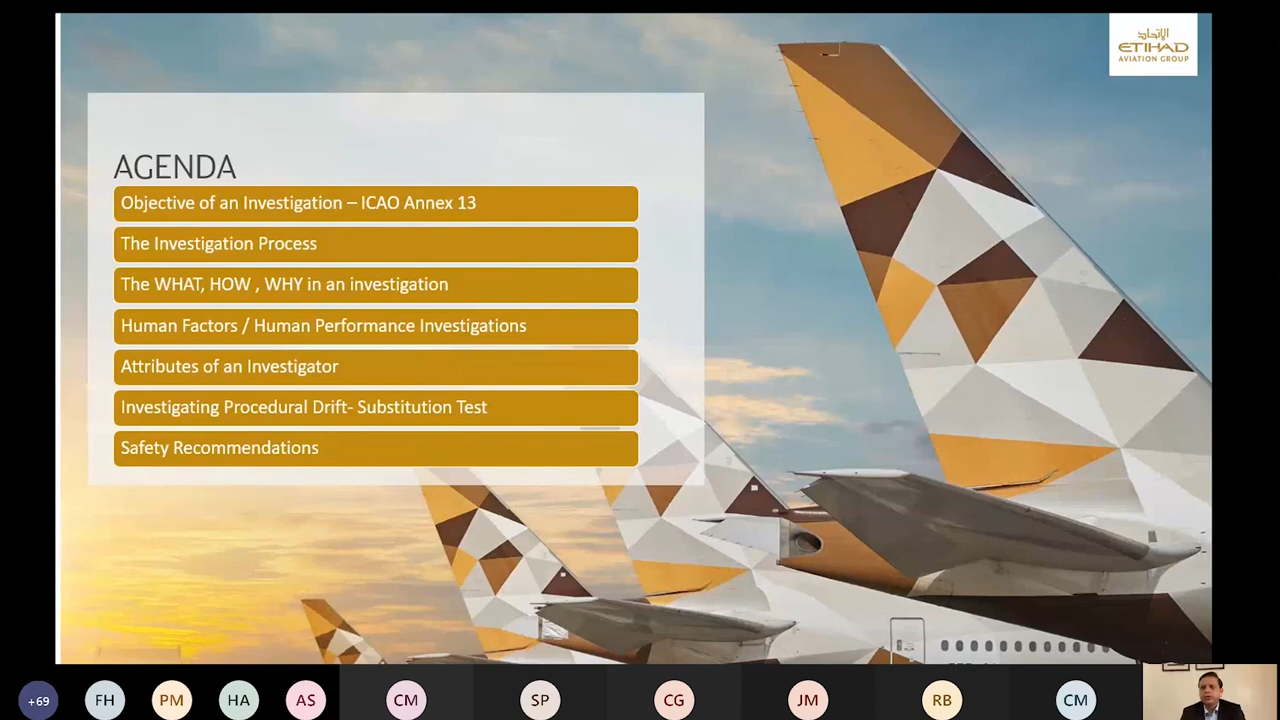 الإتحاد
ETIHAD
AVIATION GROUP
AGENDA
Objective of an Investigation – ICAO Annex 13
The Investigation Process
The WHAT, HOW , WHY in an investigation
Human Factors / Human Performance Investigations
Attributes of an Investigator
Investigating Procedural Drift- Substitution Test
Safety Recommendations
+69
FH
PM
HA
AS
CM
SP
CG
JM
RB
CM